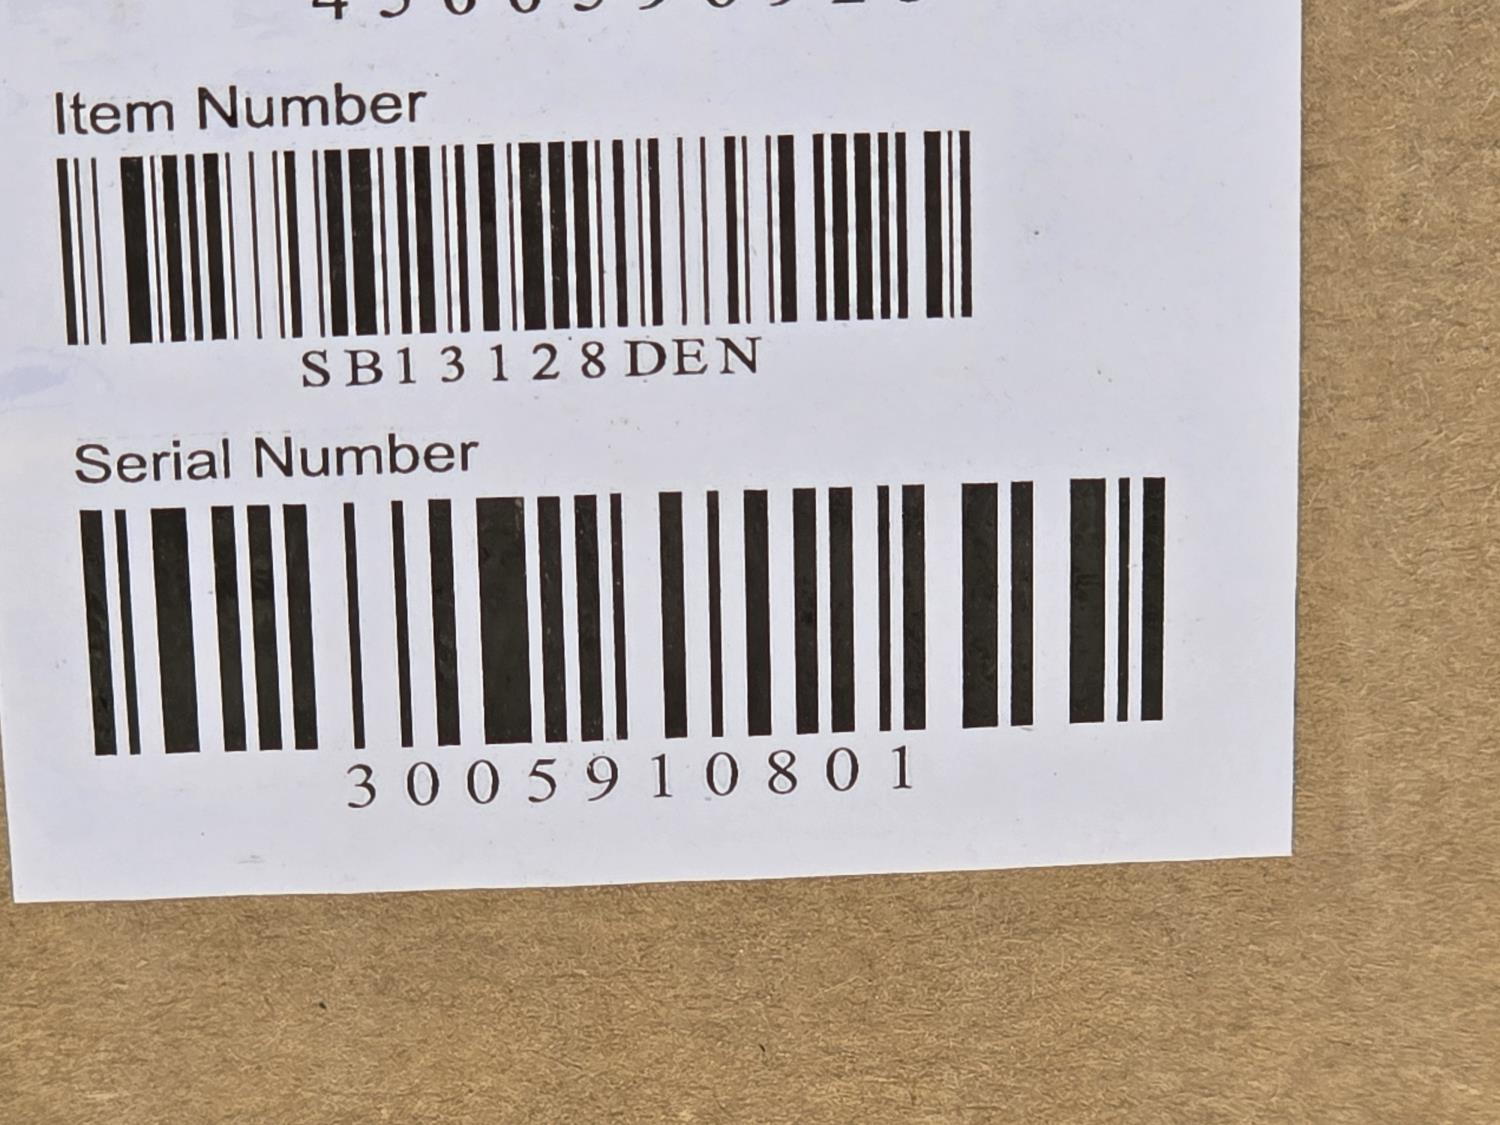 Item Number
SB13128DEN
Serial Number
3005910801